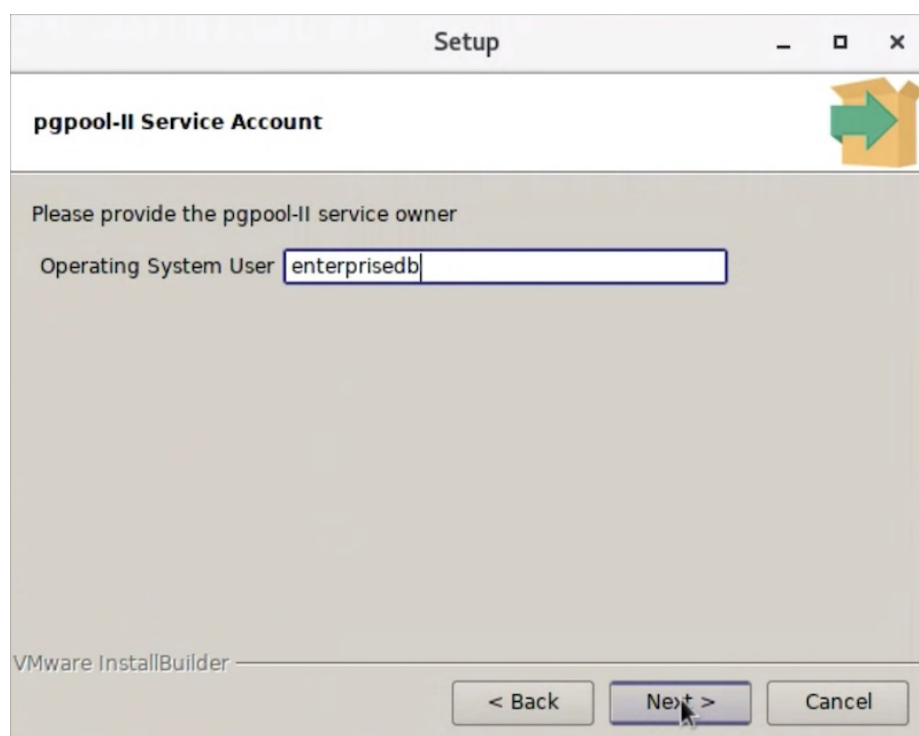 Setup
pgpool-II Service Account
Please provide the pgpool-II service owner
Operating System User enterprisedb
VMware InstallBuilder
< Back Next > Cancel